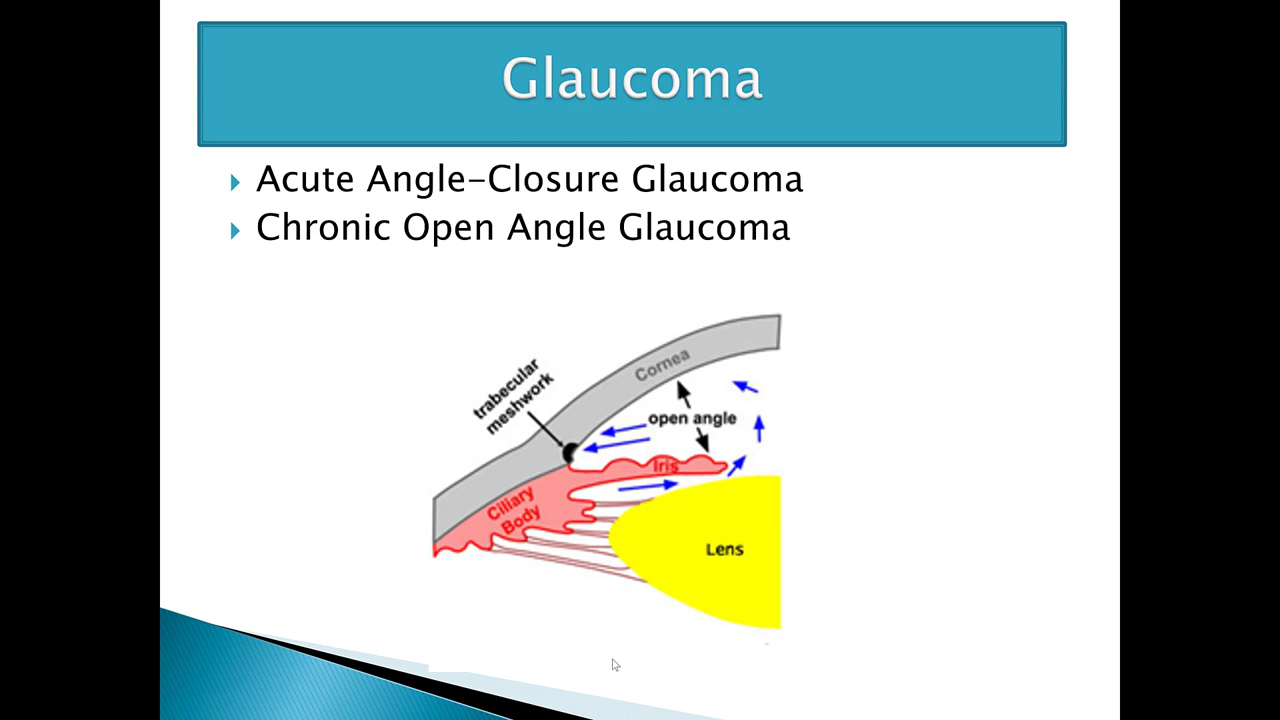 Glaucoma
Acute Angle-Closure Glaucoma
Chronic Open Angle Glaucoma
Cornea
trabecular
meshwork
open angle
Iris
Ciliary
Body
Lens